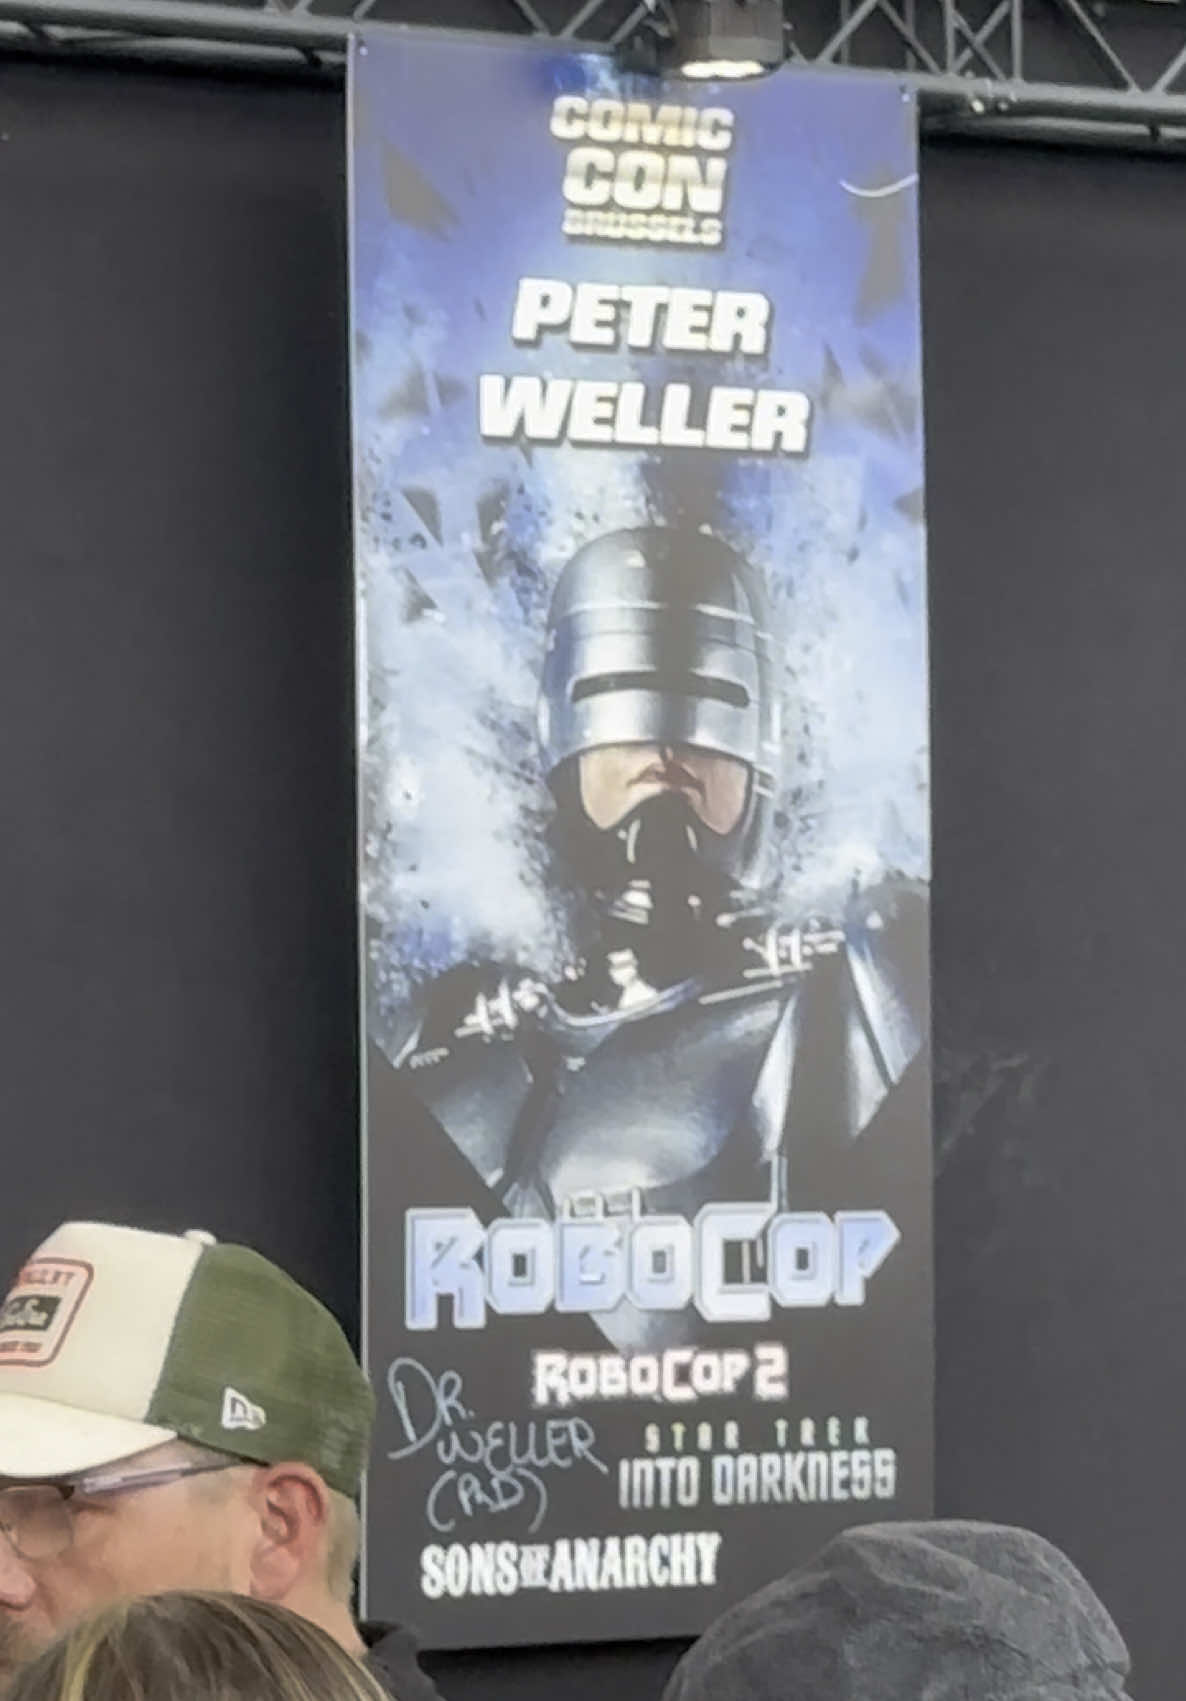 COMIC
CON
BRUSSELS
PETER
WELLER
ROBOCOP
ROBOCOP 2
DR.
WELLER
(PhD)
STAR TREK
INTO DARKNESS
SONS OF ANARCHY